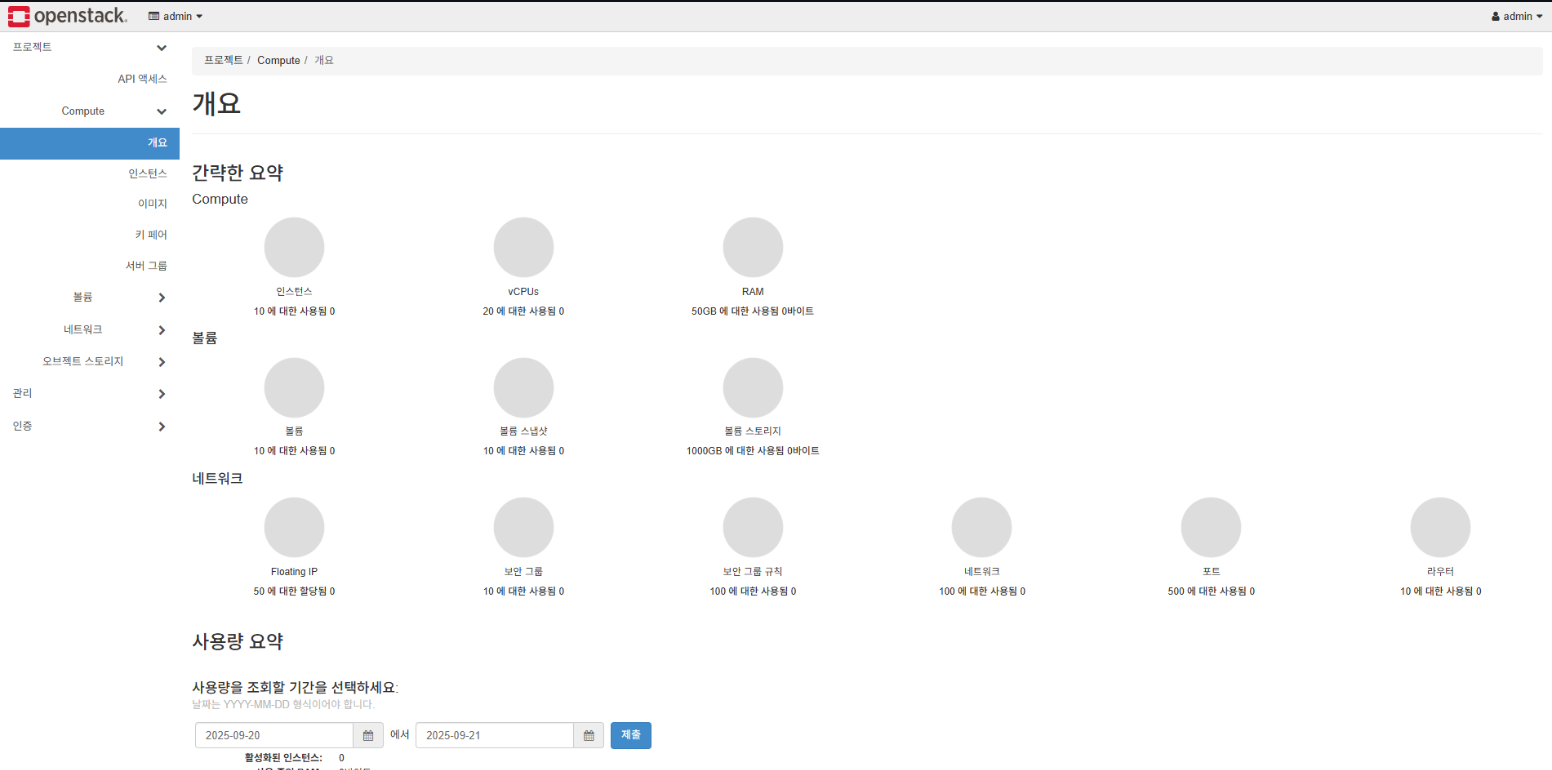 openstack. admin admin
프로젝트
API 액세스
Compute
개요
인스턴스
이미지
키 페어
서버 그룹
볼륨
네트워크
오브젝트 스토리지
관리
인증
프로젝트 / Compute / 개요
개요
간략한 요약
Compute
인스턴스 vCPUs RAM
10 에 대한 사용됨 0 20 에 대한 사용됨 0 50GB 에 대한 사용됨 0바이트
볼륨
볼륨 볼륨 스냅샷 볼륨 스토리지
10 에 대한 사용됨 0 10 에 대한 사용됨 0 1000GB 에 대한 사용됨 0바이트
네트워크
Floating IP 보안 그룹 보안 그룹 규칙 네트워크 포트 라우터
50 에 대한 할당됨 0 10 에 대한 사용됨 0 100 에 대한 사용됨 0 100 에 대한 사용됨 0 500 에 대한 사용됨 0 10 에 대한 사용됨 0
사용량 요약
사용량을 조회할 기간을 선택하세요:
날짜는 YYYY-MM-DD 형식이어야 합니다.
2025-09-20 에서 2025-09-21 제출
활성화된 인스턴스: 0